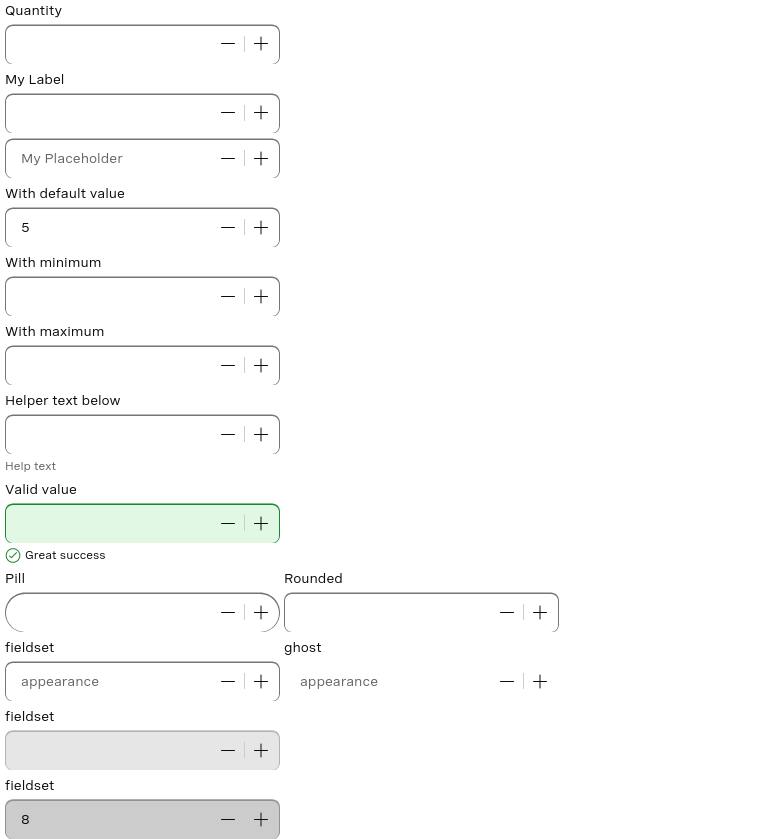 Quantity
My Label
My Placeholder
With default value
5
With minimum
With maximum
Helper text below
Help text
Valid value
Great success
Pill Rounded
fieldset ghost
appearance appearance
fieldset
fieldset
8